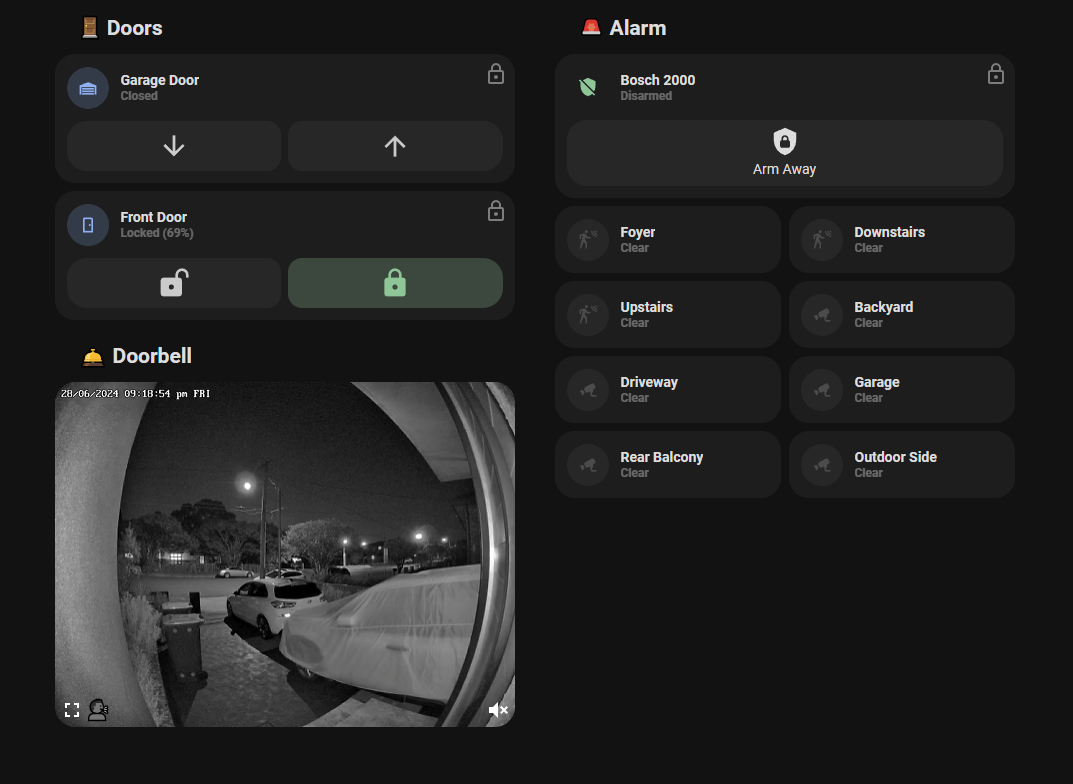 Doors
Garage Door
Closed
Front Door
Locked (69%)
Doorbell
28/06/2024 09:18:54 pm FRI
Alarm
Bosch 2000
Disarmed
Arm Away
Foyer
Clear
Downstairs
Clear
Upstairs
Clear
Backyard
Clear
Driveway
Clear
Garage
Clear
Rear Balcony
Clear
Outdoor Side
Clear